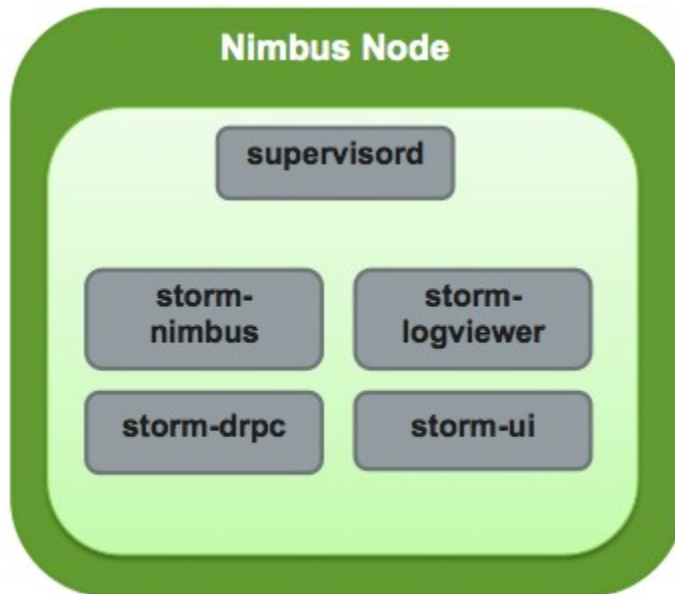 Nimbus Node
supervisord
storm-
nimbus
storm-
logviewer
storm-drpc
storm-ui